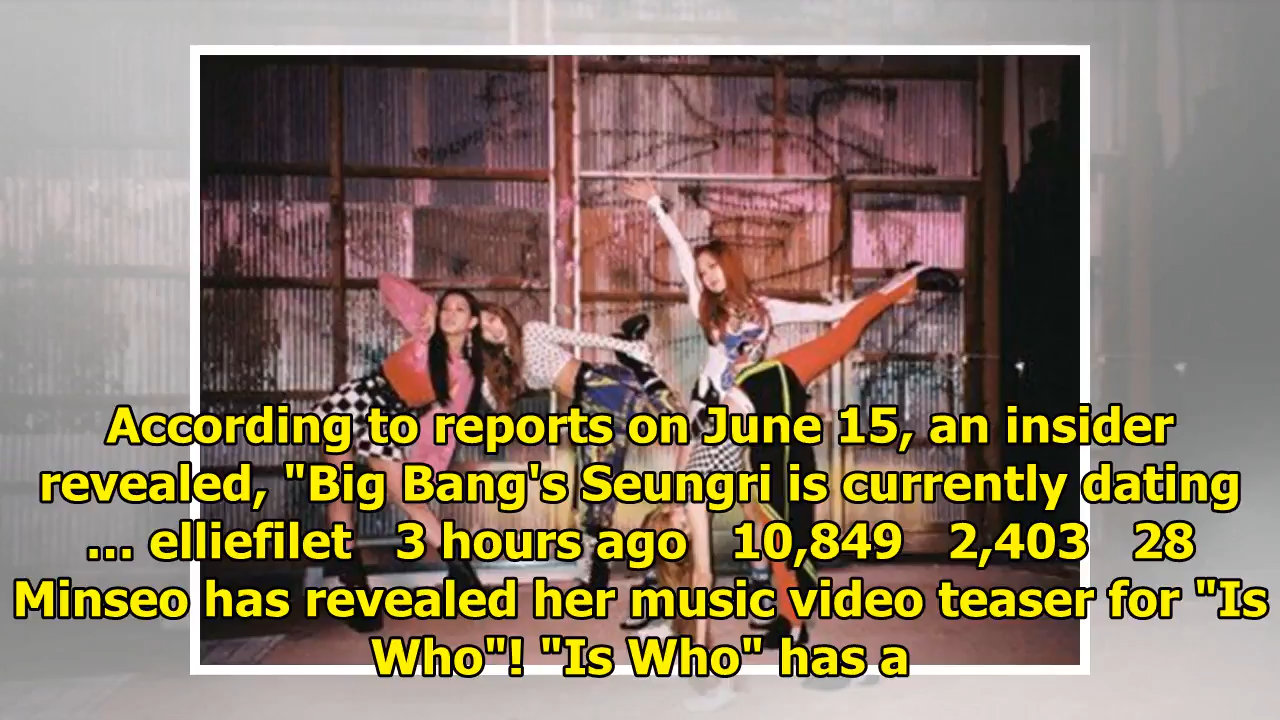 According to reports on June 15, an insider
revealed, "Big Bang's Seungri is currently dating
... elliefilet 3 hours ago 10,849 2,403 28
Minseo has revealed her music video teaser for "Is
Who"! "Is Who" has a